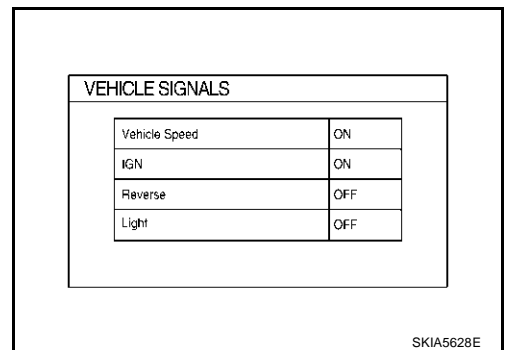 VEHICLE SIGNALS
Vehicle Speed ON
IGN ON
Reverse OFF
Light OFF
SKIA5628E